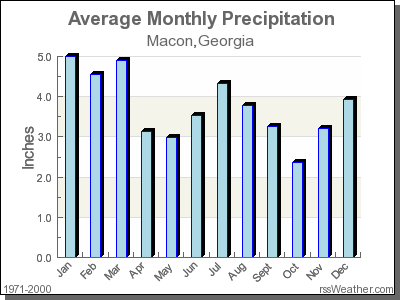 Average Monthly Precipitation
Macon,Georgia
Inches
5.0
4.0
3.0
2.0
1.0
0.0
Jan Feb Mar Apr May Jun Jul Aug Sept Oct Nov Dec
1971-2000 rssWeather.com